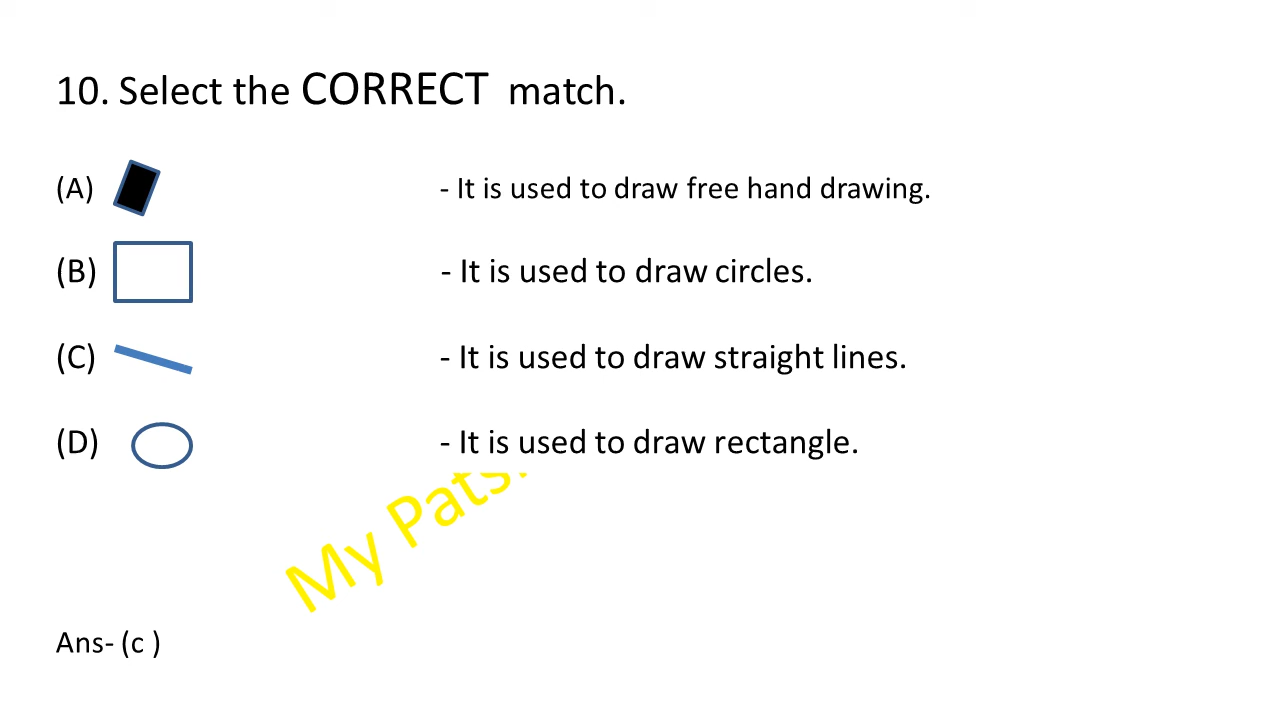 10. Select the CORRECT match.
(A) - It is used to draw free hand drawing.
(B) - It is used to draw circles.
(C) - It is used to draw straight lines.
(D) - It is used to draw rectangle.
My
Ans- (c )